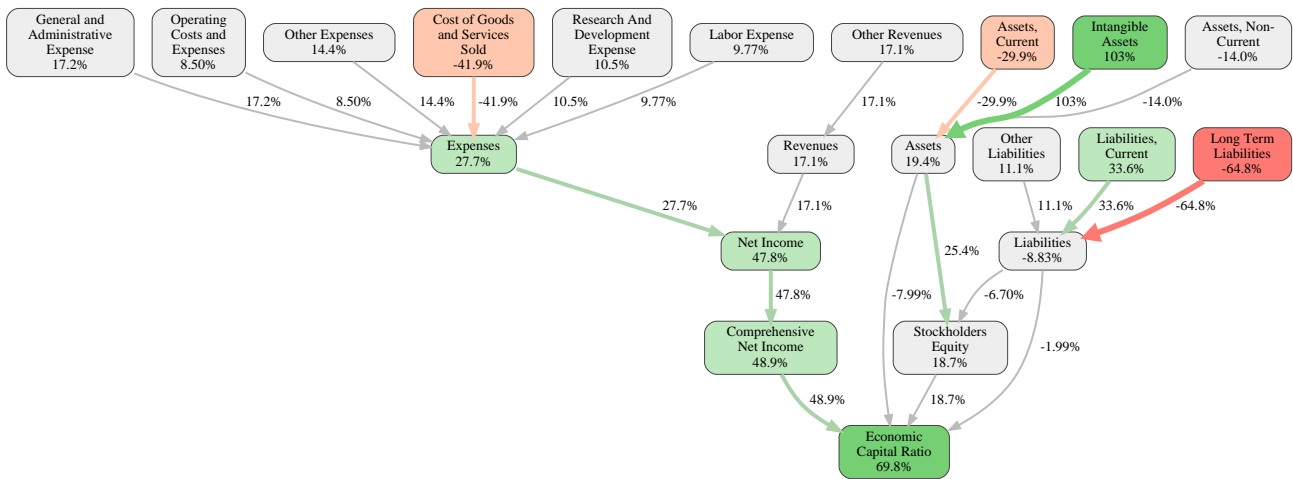 General and
Administrative
Expense
17.2%
Operating
Costs and
Expenses
8.50%
Other Expenses
14.4%
Cost of Goods
and Services
Sold
-41.9%
Research And
Development
Expense
10.5%
Labor Expense
9.77%
Other Revenues
17.1%
Assets,
Current
-29.9%
Intangible
Assets
103%
Assets, Non-
Current
-14.0%
17.2%
8.50%
14.4%
-41.9%
10.5%
9.77%
17.1%
-29.9%
103%
-14.0%
Expenses
27.7%
Revenues
17.1%
Assets
19.4%
Other
Liabilities
11.1%
Liabilities,
Current
33.6%
Long Term
Liabilities
-64.8%
27.7%
17.1%
11.1%
33.6%
-64.8%
Net Income
47.8%
25.4%
Liabilities
-8.83%
47.8%
-7.99%
-6.70%
Comprehensive
Net Income
48.9%
Stockholders
Equity
18.7%
-1.99%
48.9%
18.7%
Economic
Capital Ratio
69.8%